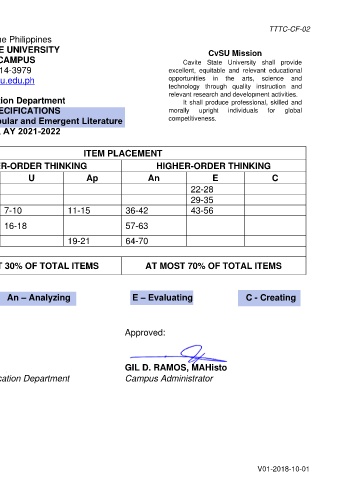 TTTC-CF-02
e Philippines
E UNIVERSITY
CAMPUS
14-3979
u.edu.ph
CvSU Mission
Cavite State University shall provide
excellent, equitable and relevant educational
opportunities in the arts, science and
technology through quality instruction and
relevant research and development activities.
It shall produce professional, skilled and
morally upright individuals for global
competitiveness.
tion Department
ECIFICATIONS
pular and Emergent Literature
, AY 2021-2022
ITEM PLACEMENT
R-ORDER THINKING HIGHER-ORDER THINKING
U Ap An E C
22-28
29-35
7-10 11-15 36-42 43-56
16-18 57-63
19-21 64-70
T 30% OF TOTAL ITEMS AT MOST 70% OF TOTAL ITEMS
An – Analyzing E – Evaluating C - Creating
Approved:
GIL D. RAMOS, MAHisto
cation Department Campus Administrator
V01-2018-10-01